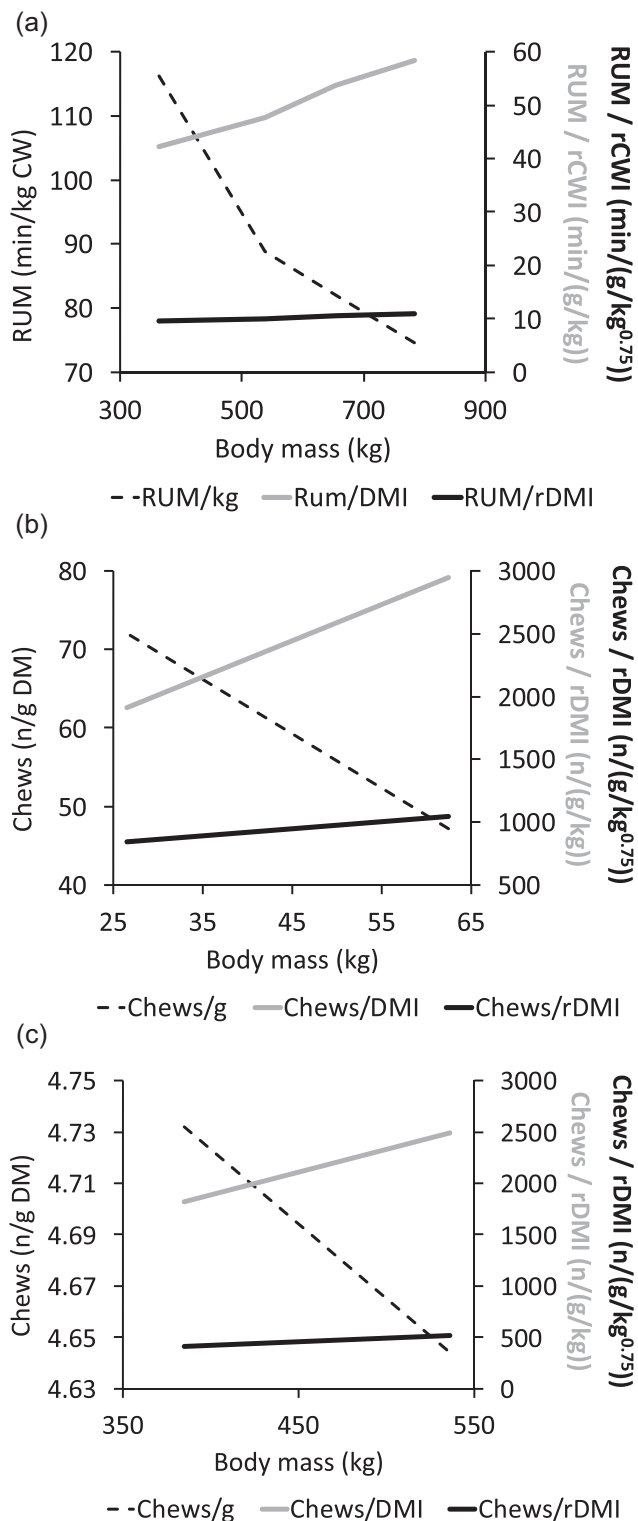 (a)
120
110
100
90
80
70
RUM (min/kg CW)
60
50
40
30
20
10
0
RUM / rCWI (min/(g/kg))
RUM / rCWI (min/(g/kg0.75))
300 500 700 900
Body mass (kg)
RUM/kg Rum/DMI RUM/rDMI
(b)
80
70
60
50
40
Chews (n/g DM)
3000
2500
2000
1500
1000
500
Chews / rDMI (n/(g/kg))
Chews / rDMI (n/(g/kg0.75))
25 35 45 55 65
Body mass (kg)
Chews/g Chews/DMI Chews/rDMI
(c)
4.75
4.73
4.71
4.69
4.67
4.65
4.63
Chews (n/g DM)
3000
2500
2000
1500
1000
500
0
Chews / rDMI (n/(g/kg))
Chews / rDMI (n/(g/kg0.75))
350 450 550
Body mass (kg)
Chews/g Chews/DMI Chews/rDMI